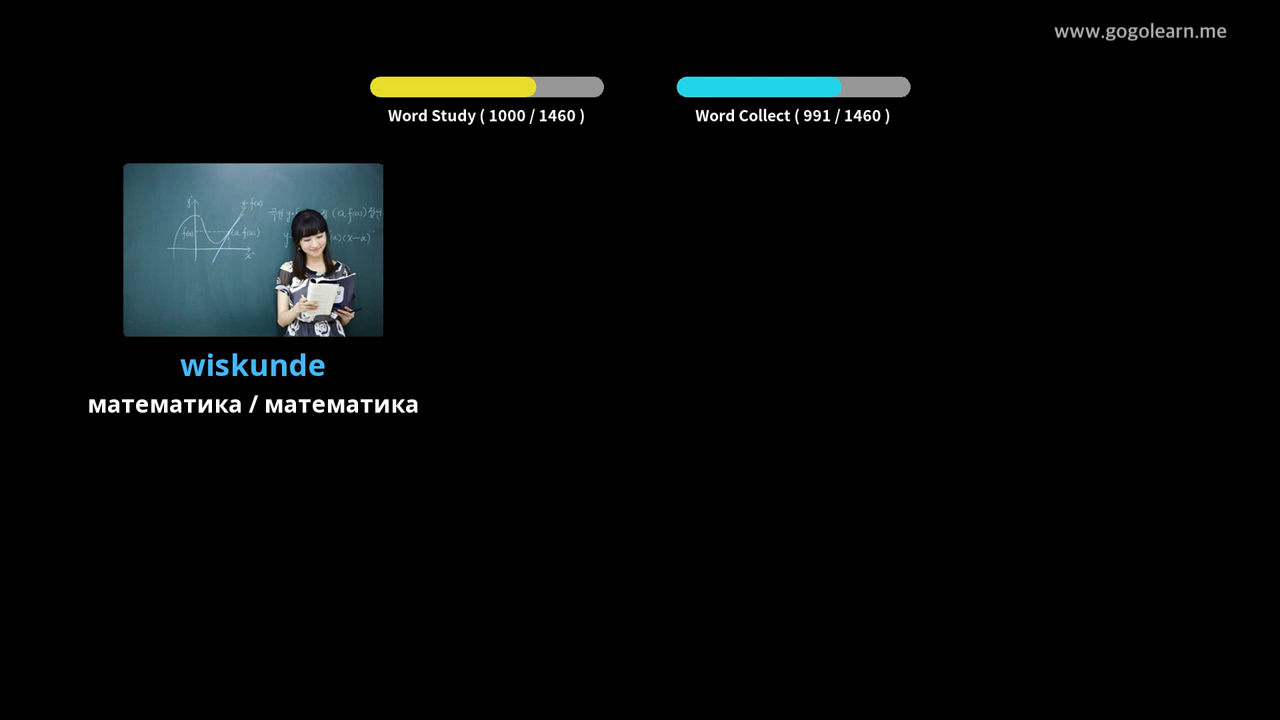 www.gogolearn.me
Word Study ( 1000 / 1460 )
Word Collect ( 991 / 1460 )
y=f(x)
wiskunde
математика / математика